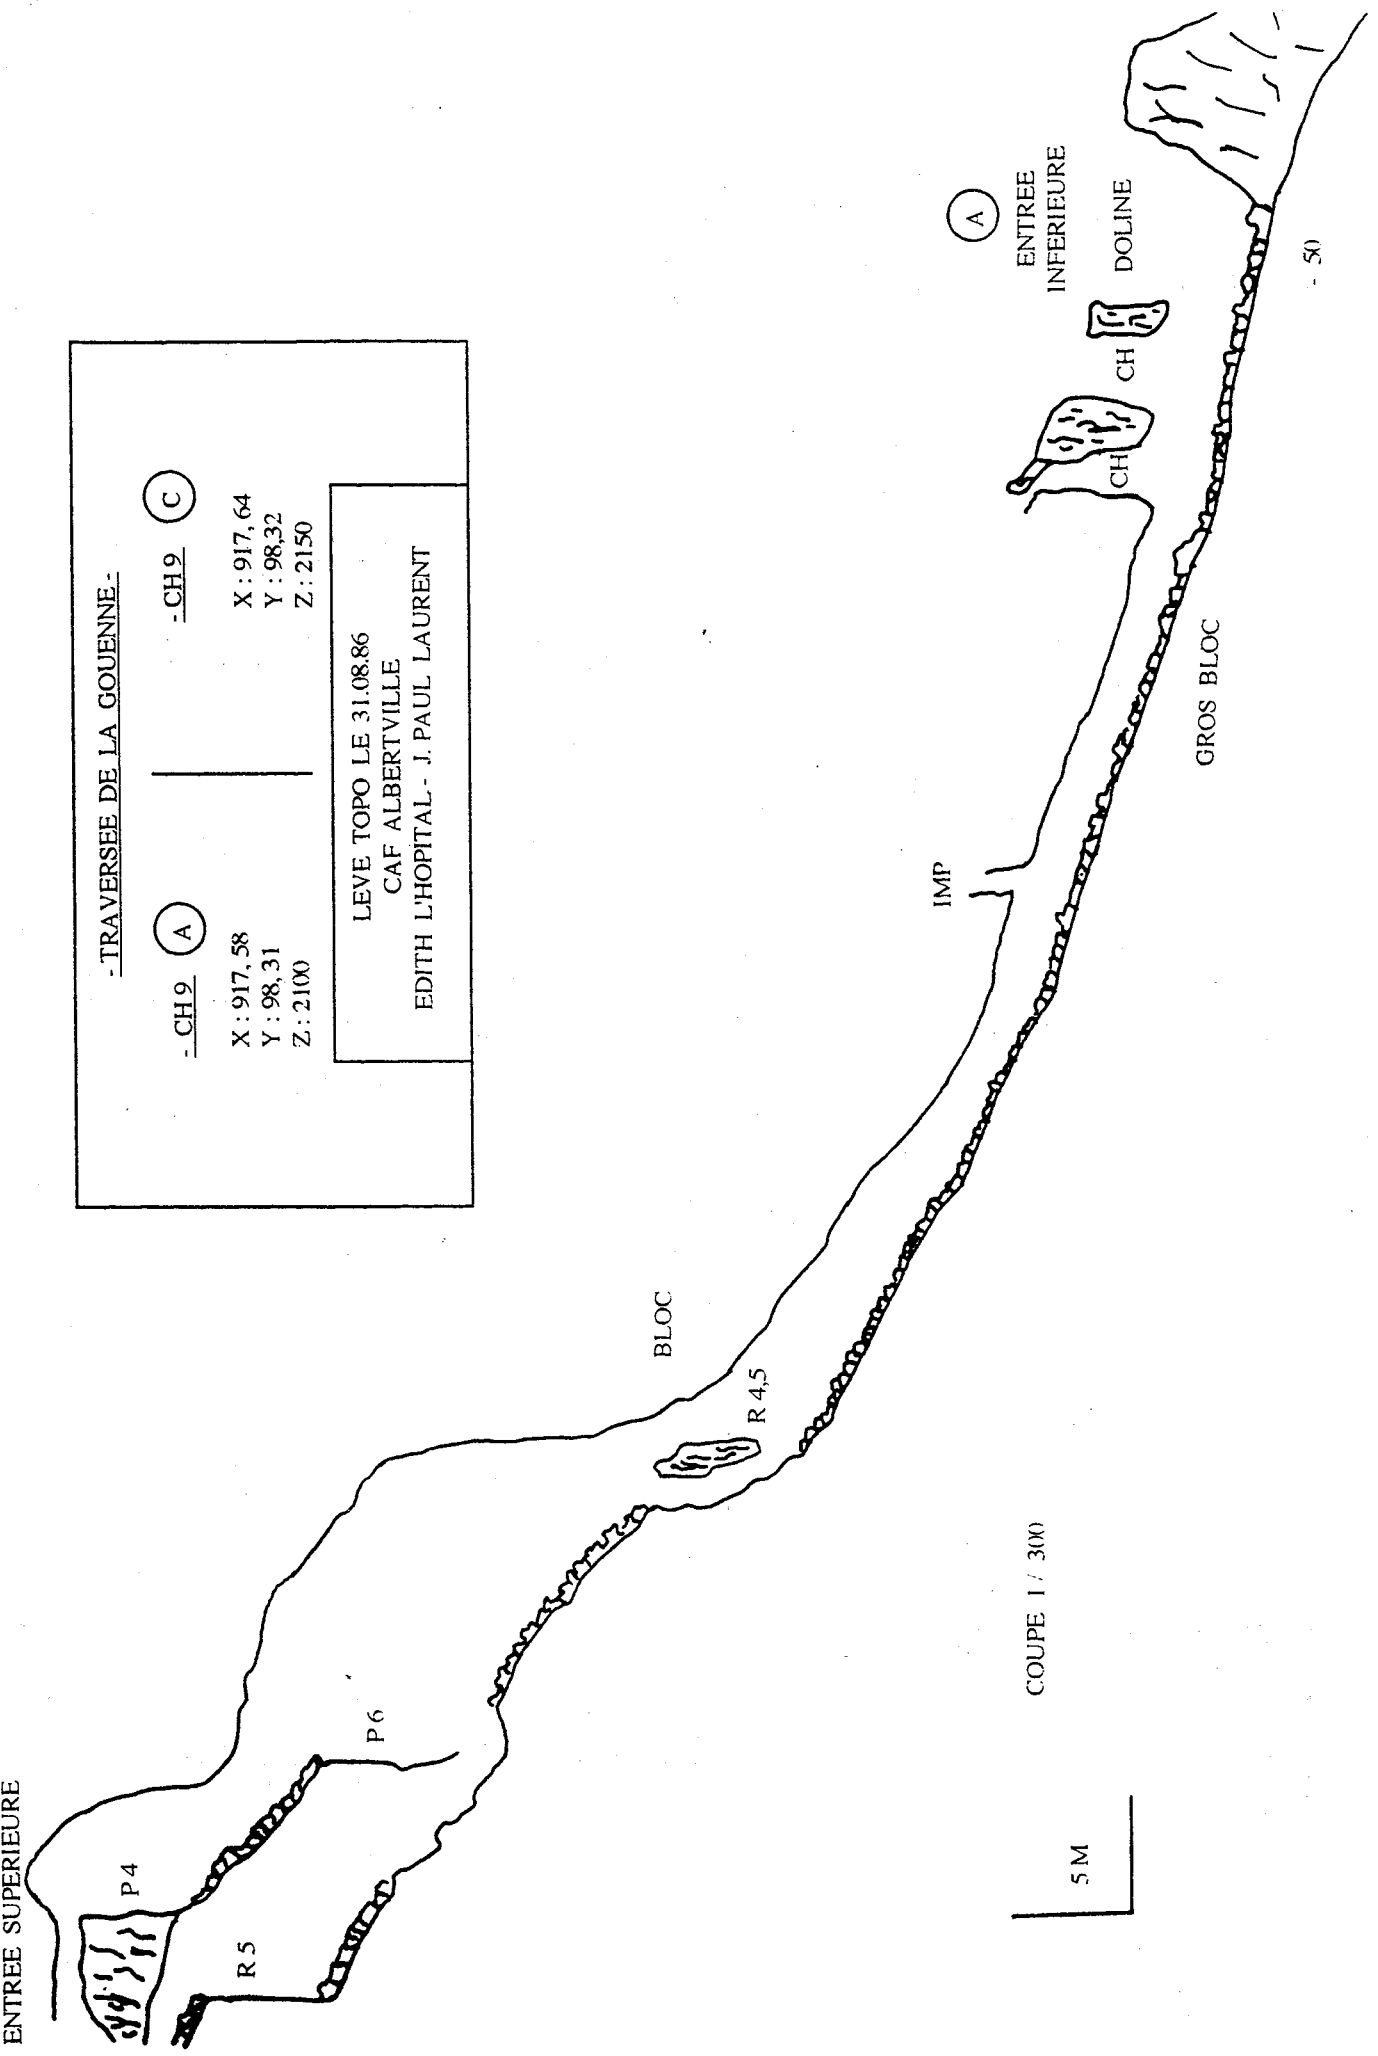 - TRAVERSEE DE LA GOUENNE -
- CH 9 A
X : 917, 58
Y : 98, 31
Z : 2100
- CH 9 C
X : 917, 64
Y : 98,32
Z : 2150
LEVE TOPO LE 31.08.86
CAF ALBERTVILLE
EDITH L'HOPITAL - J. PAUL LAURENT
ENTREE SUPERIEURE
P 4
R 5
P 6
BLOC
R 4,5
IMP
GROS BLOC
CH
CH
A
ENTREE
INFERIEURE
DOLINE
- 50
5 M
COUPE 1 / 300